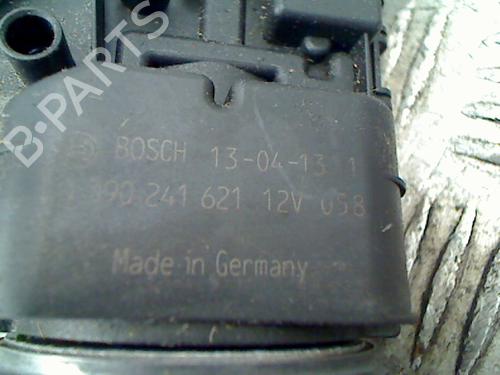 B-PARTS
BOSCH 13-04-13 1
390 241 621 12V 058
Made in Germany